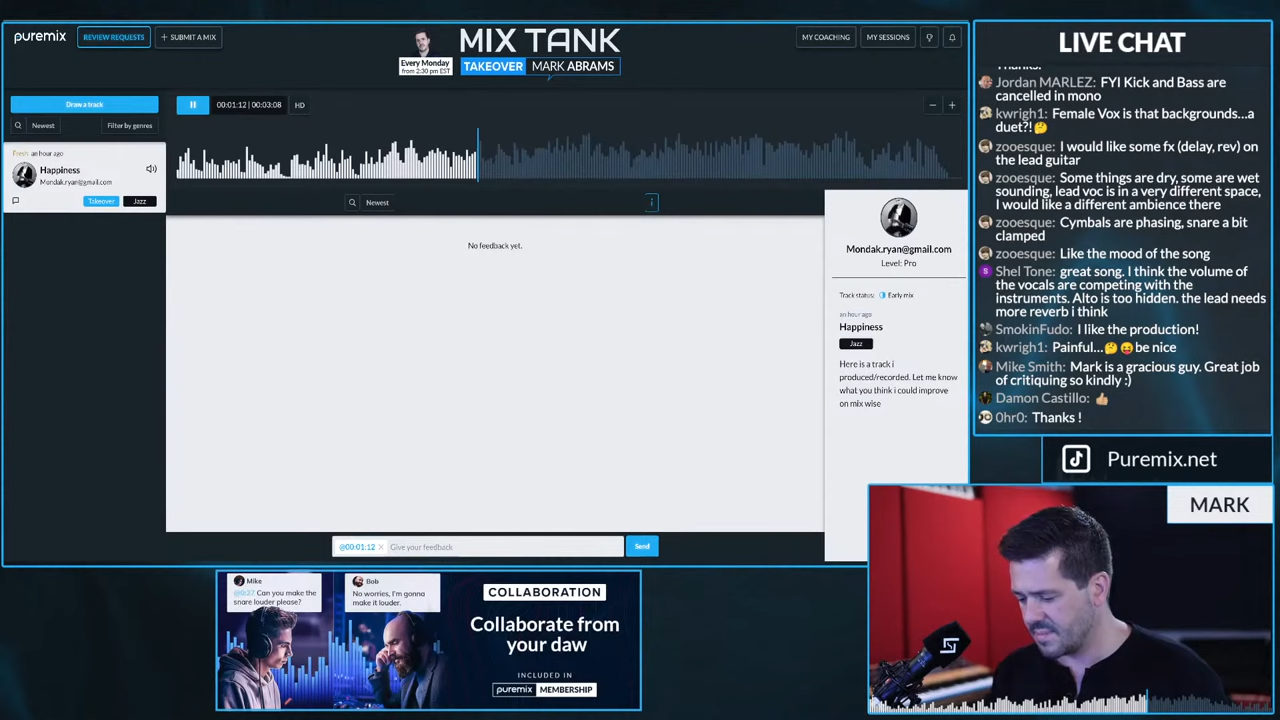 puremix
REVIEW REQUESTS
+ SUBMIT A MIX
Every Monday
from 2:30 pm EST
MIX TANK
TAKEOVER MARK ABRAMS
MY COACHING
MY SESSIONS
Draw a track
Newest
Filter by genres
Fresh, an hour ago
Happiness
Mondak.ryan@gmail.com
Takeover
Jazz
00:01:12 | 00:03:08
HD
Newest
No feedback yet.
@00:01:12 ×
Give your feedback
Send
Mondak.ryan@gmail.com
Level: Pro
Track status: Early mix
an hour ago
Happiness
Jazz
Here is a track i
produced/recorded. Let me know
what you think i could improve
on mix wise
LIVE CHAT
Thanks!
Jordan MARLEZ: FYI Kick and Bass are
cancelled in mono
kwrigh1: Female Vox is that backgrounds...a
duet?!🤔
zooesque: I would like some fx (delay, rev) on
the lead guitar
zooesque: Some things are dry, some are wet
sounding, lead voc is in a very different space,
I would like a different ambience there
zooesque: Cymbals are phasing, snare a bit
clamped
zooesque: Like the mood of the song
S
Shel Tone: great song. I think the volume of
the vocals are competing with the
instruments. Alto is too hidden. the lead needs
more reverb i think
SmokinFudo: I like the production!
kwrigh1: Painful...🤔😝 be nice
Mike Smith: Mark is a gracious guy. Great job
of critiquing so kindly :)
Damon Castillo: 👍🏼
0hr0: Thanks !
Puremix.net
MARK
Mike
@0:27 Can you make the
snare louder please?
Bob
No worries, I'm gonna
make it louder.
COLLABORATION
Collaborate from
your daw
INCLUDED IN
puremix MEMBERSHIP